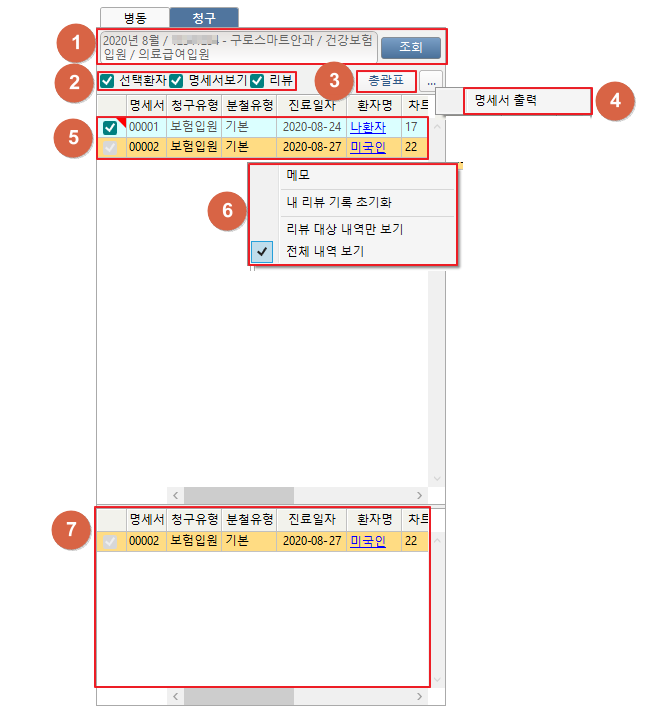 병동 청구
1
2020년 8월 / - 구로스마트안과 / 건강보험
입원 / 의료급여입원
조회
2
선택환자 명세서보기 리뷰
3
총괄표
...
명세서 출력
4
명세서 청구유형 분철유형 진료일자 환자명 차트
5
00001 보험입원 기본 2020-08-24 나환자 17
00002 보험입원 기본 2020-08-27 미국인 22
6
메모
내 리뷰 기록 초기화
리뷰 대상 내역만 보기
전체 내역 보기
7
명세서 청구유형 분철유형 진료일자 환자명 차트
00002 보험입원 기본 2020-08-27 미국인 22